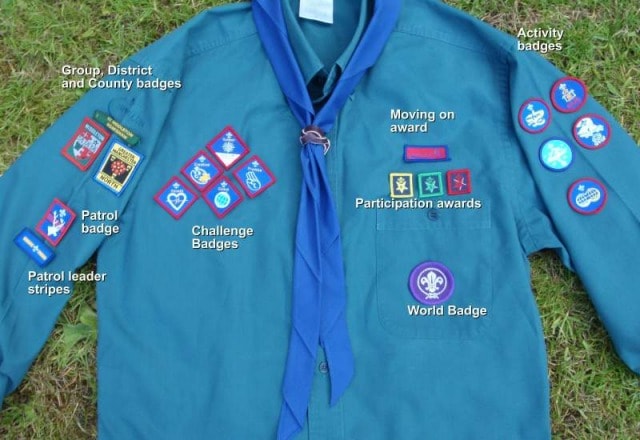 Activity
badges
Group, District
and County badges
Moving on
award
Participation awards
Patrol
badge
Challenge
Badges
Patrol leader
stripes
World Badge